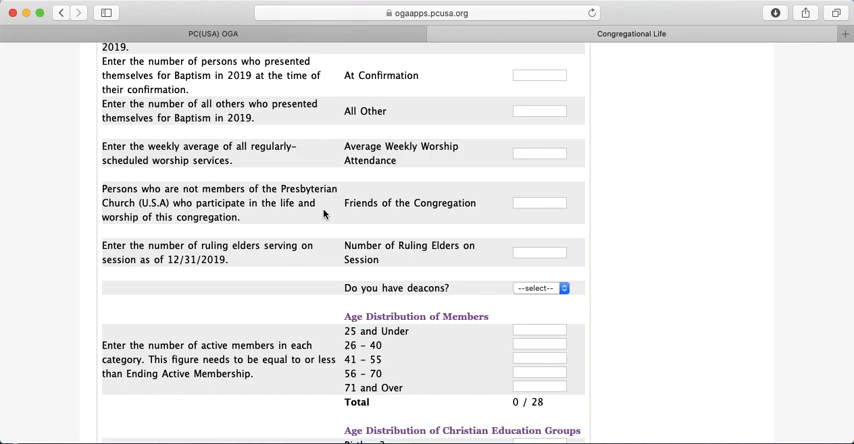 ogaapps.pcusa.org
PC(USA) OGA
Congregational Life
2019.
Enter the number of persons who presented
themselves for Baptism in 2019 at the time of
their confirmation.
At Confirmation
Enter the number of all others who presented
themselves for Baptism in 2019.
All Other
Enter the weekly average of all regularly-
scheduled worship services.
Average Weekly Worship
Attendance
Persons who are not members of the Presbyterian
Church (U.S.A) who participate in the life and
worship of this congregation.
Friends of the Congregation
Enter the number of ruling elders serving on
session as of 12/31/2019.
Number of Ruling Elders on
Session
Do you have deacons?
--select--
Age Distribution of Members
Enter the number of active members in each
category. This figure needs to be equal to or less
than Ending Active Membership.
25 and Under
26 - 40
41 - 55
56 - 70
71 and Over
Total
0 / 28
Age Distribution of Christian Education Groups